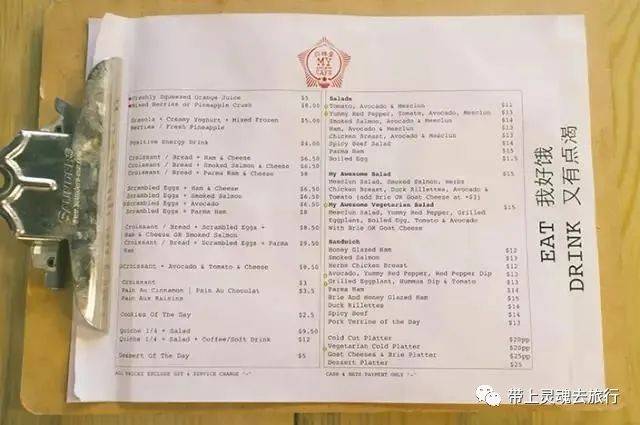 MY
CAFE
Freshly Squeezed Orange Juice $5
Mixed Berries or Pineapple Crush $8.00
Granola + Creamy Yoghurt + Mixed Frozen $5.00
Berries / Fresh Pineapple
Positive Energy Drink $4.00
Croissant / Bread + Ham & Cheese $6.50
Croissant / Bread + Smoked Salmon & Cheese $6.50
Croissant / Bread + Parma Ham & Cheese $8
Scrambled Eggs + Ham & Cheese $6.50
Scrambled Eggs + Smoked Salmon $6.50
Scrambled Eggs + Avocado $6.50
Scrambled Eggs + Parma Ham $8
Croissant / Bread + Scrambled Eggs + $8.50
Ham & Cheese OR Smoked Salmon
Croissant / Bread + Scrambled Eggs + Parma $9.50
Ham
Croissant + Avocado & Tomato & Cheese $8.50
Croissant $3
Pain Au Cinnamon | Pain Au Chocolat $3.5
Pain Aux Raisins
Cookies Of The Day $2.5
Quiche 1/4 + Salad $9.50
Quiche 1/4 + Salad + Coffee/Soft Drink $12
Dessert Of The Day $5
ALL PRICES EXCLUDE GST & SERVICE CHARGE ^-^
Salads
Tomato, Avocado & Mesclun $11
Yummy Red Pepper, Tomato, Avocado, Mesclun $13
Smoked Salmon, Avocado & Mesclun $14
Ham, Avocado & Mesclun $13
Chicken Breast, Avocado & Mesclun $13
Spicy Beef Salad $14
Parma Ham $15
Boiled Egg $1.5
My Awesome Salad $15
Mesclun Salad, Smoked Salmon, Herbs
Chicken Breast, Duck Rillettes, Avocado &
Tomato (add Brie OR Goat Cheese at +$3)
My Awesome Vegetarian Salad $15
Mesclun Salad, Yummy Red Pepper, Grilled
Eggplant, Boiled Egg, Tomato & Avocado
With Brie OR Goat Cheese
Sandwich
Honey Glazed Ham $12
Smoked Salmon $13
Herbs Chicken Breast $12
Avocado, Yummy Red Pepper, Red Pepper Dip $12
Grilled Eggplant, Hummus Dip & Tomato $13
Parma Ham $14
Brie And Honey Glazed Ham $15
Duck Rillettes $14
Spicy Beef $14
Pork Terrine of the Day $13
Cold Cut Platter $20pp
Vegetarian Cold Platter $20pp
Goat Cheeses & Brie Platter $25pp
Dessert Platter $25
CASH & NETS PAYMENT ONLY ^-^
EAT 我好饿
DRINK 又有点渴
带上灵魂去旅行